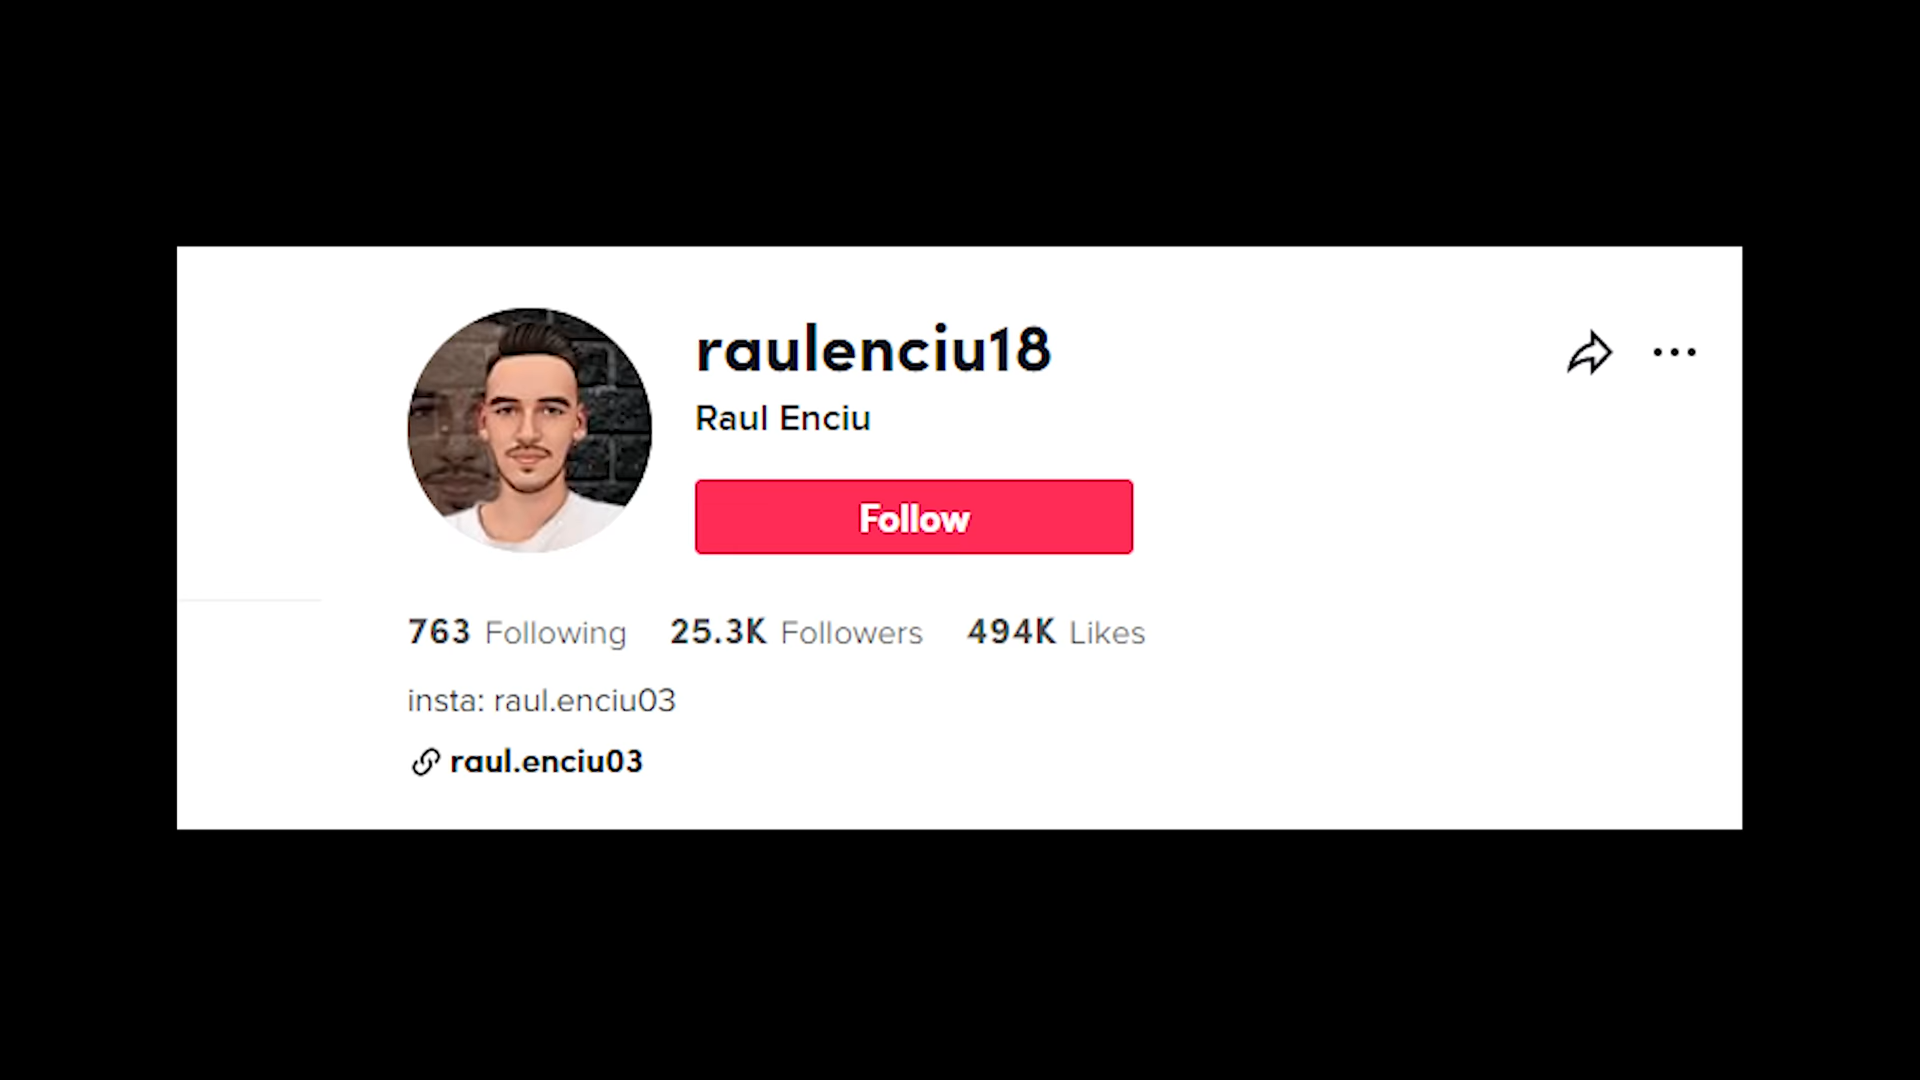 raulenciu18
Raul Enciu
Follow
763 Following 25.3K Followers 494K Likes
insta: raul.enciu03
raul.enciu03